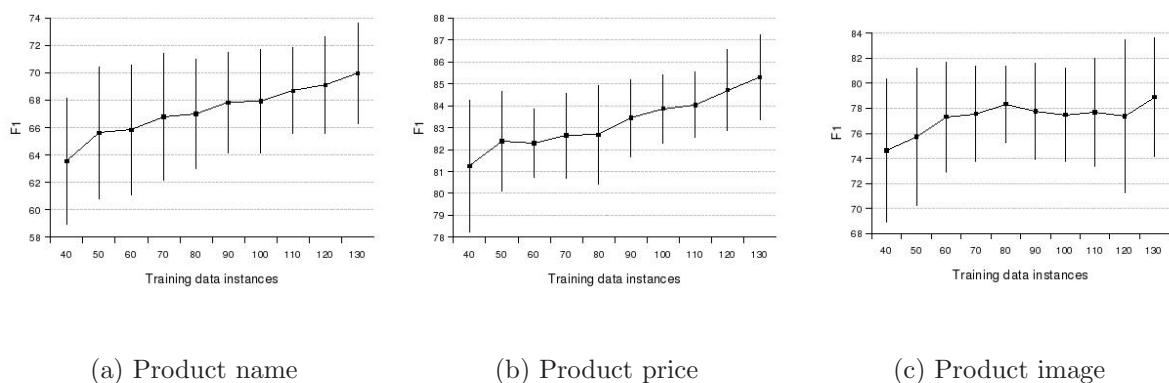 74
72
70
68
66
64
62
60
58
F1
40 50 60 70 80 90 100 110 120 130
Training data instances
(a) Product name
88
87
86
85
84
83
82
81
80
79
78
F1
40 50 60 70 80 90 100 110 120 130
Training data instances
(b) Product price
84
82
80
78
76
74
72
70
68
F1
40 50 60 70 80 90 100 110 120 130
Training data instances
(c) Product image